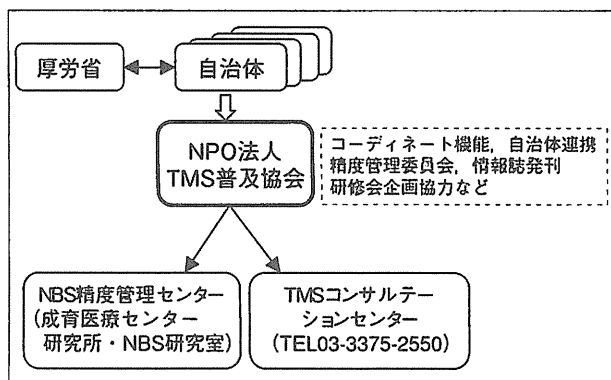 厚労省
自治体
NPO法人
TMS普及協会
コーディネート機能，自治体連携
精度管理委員会，情報誌発刊
研修会企画協力など
NBS精度管理センター
(成育医療センター
研究所・NBS研究室)
TMSコンサルテー
ションセンター
(TEL03-3375-2550)